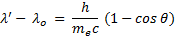 λ' − λₒ = h / mₑc (1 − cos θ)